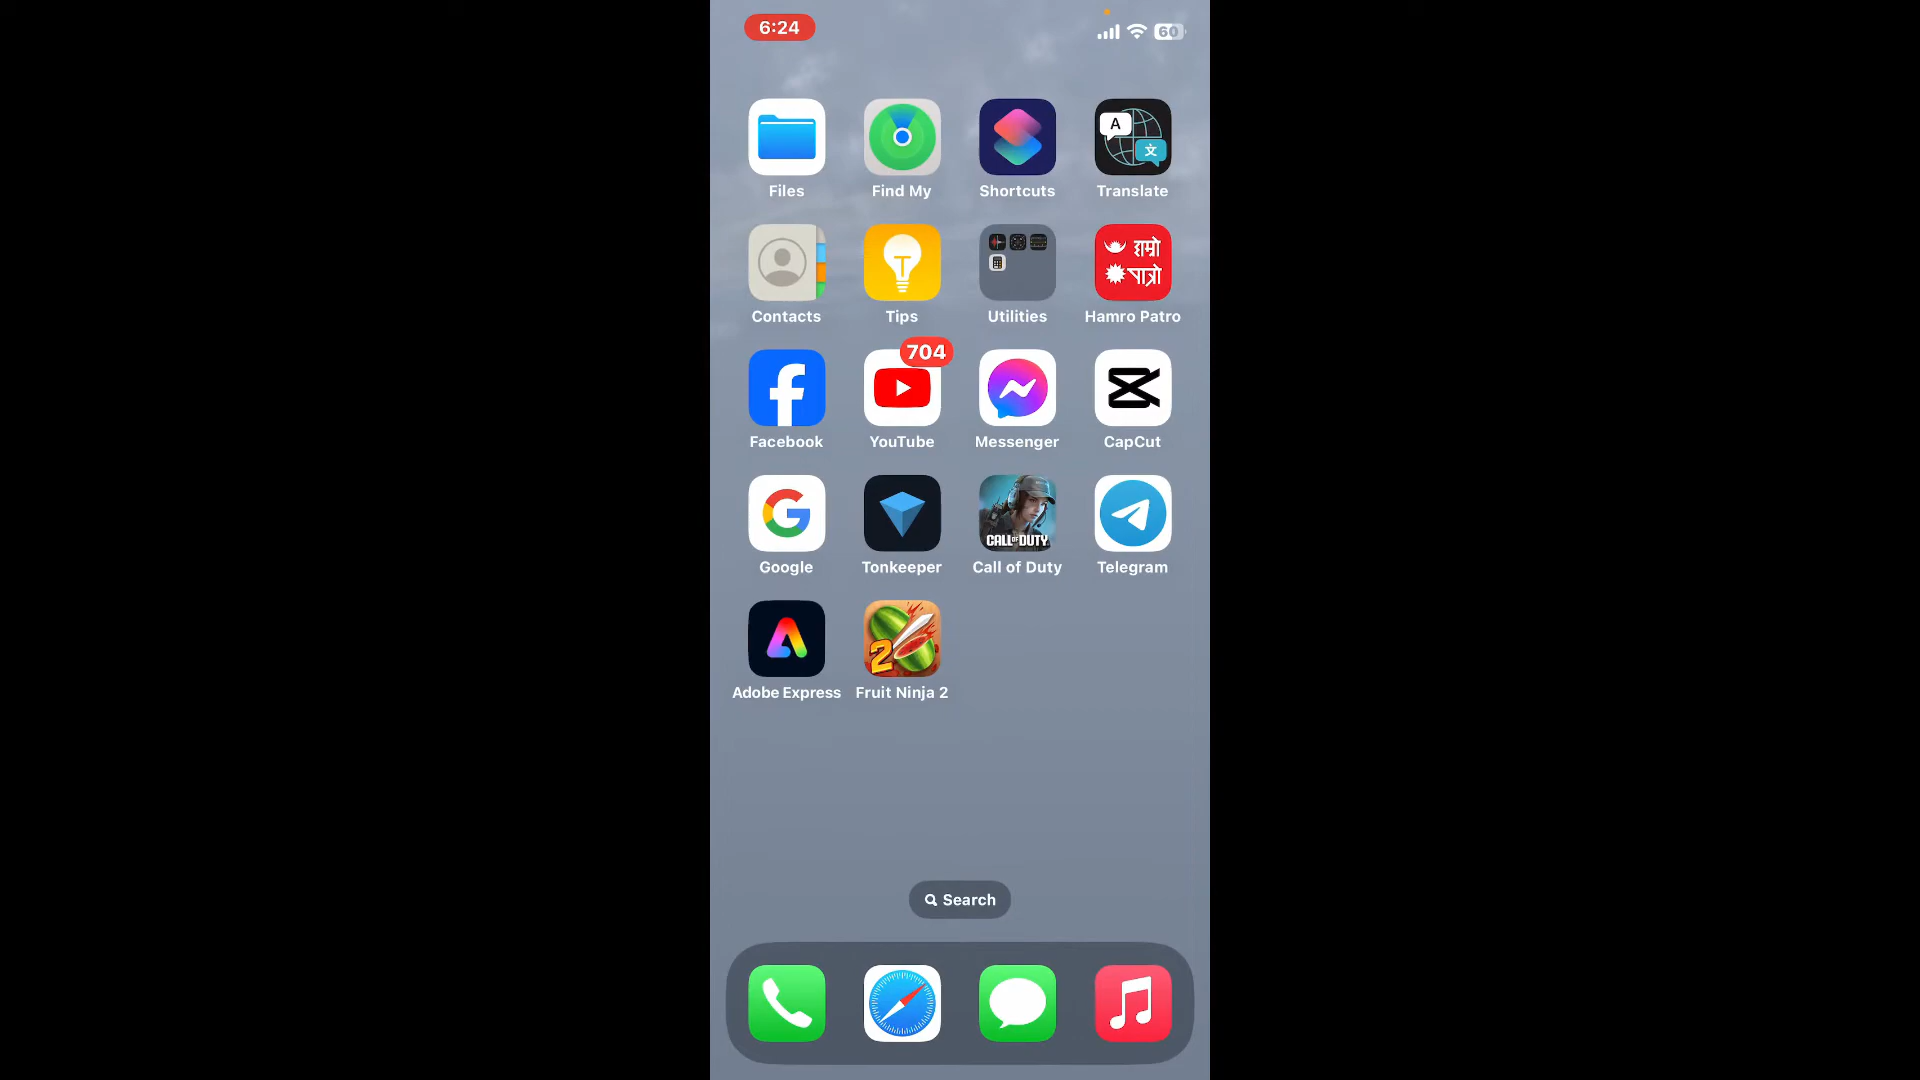 6:24
60
A
文
Files
Find My
Shortcuts
Translate
हाम्रो
पात्रो
Contacts
Tips
Utilities
Hamro Patro
704
Facebook
YouTube
Messenger
CapCut
CALL OF DUTY
Google
Tonkeeper
Call of Duty
Telegram
2
Adobe Express
Fruit Ninja 2
Search